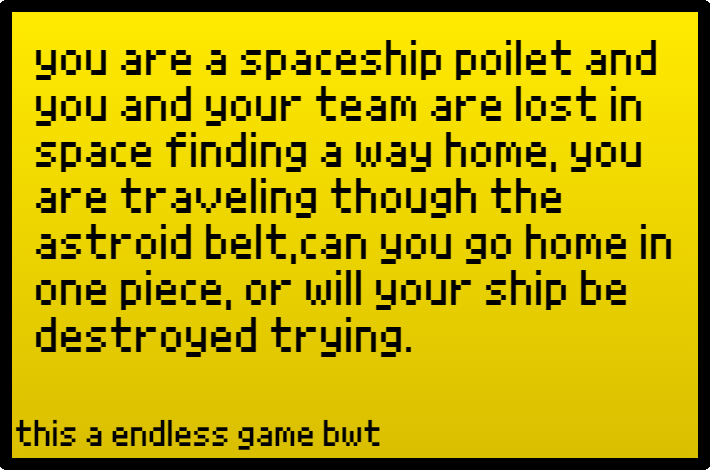 you are a spaceship poilet and
you and your team are lost in
space finding a way home, you
are traveling though the
astroid belt,can you go home in
one piece, or will your ship be
destroyed trying.
this a endless game bwt